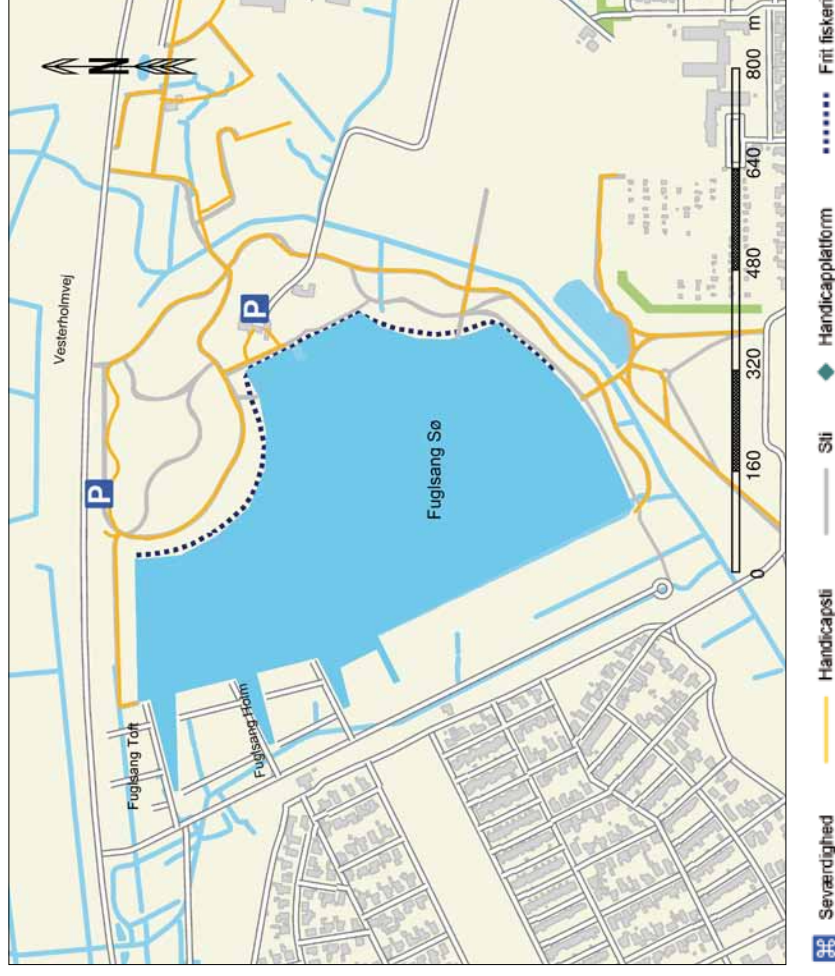 N
Vesterholmvej
P
P
Fuglsang Sø
Fuglsang Toft
Fuglsang Holm
0 160 320 480 640 800 m
⌘ Seværdighed Handicapsti Sti Handicapplatform Frit fiskeri